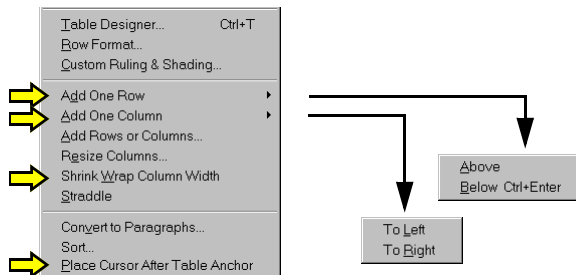 Table Designer... Ctrl+T
Row Format...
Custom Ruling & Shading...
Add One Row
Add One Column
Add Rows or Columns...
Resize Columns...
Shrink Wrap Column Width
Straddle
Convert to Paragraphs...
Sort...
Place Cursor After Table Anchor
Above
Below Ctrl+Enter
To Left
To Right